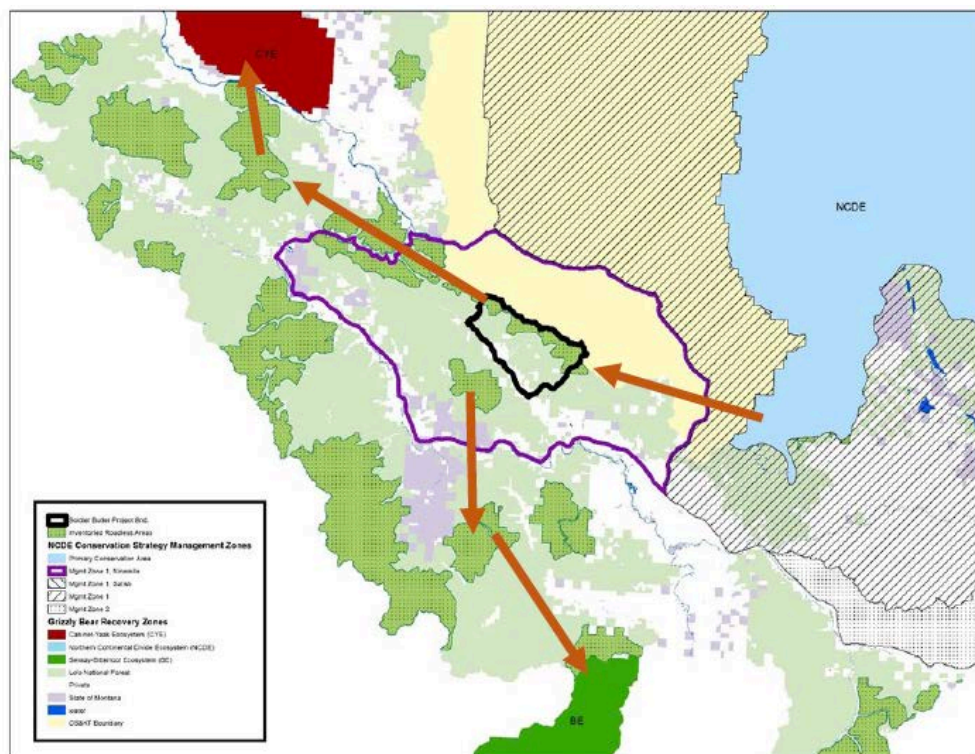 CYE
NCDE
BE
Soldier Butler Project Bnd.
Inventoried Roadless Areas
NCDE Conservation Strategy Management Zones
Primary Conservation Area
Mgmt Zone 1, Ninemile
Mgmt Zone 1, Salish
Mgmt Zone 1
Mgmt Zone 2
Grizzly Bear Recovery Zones
Cabinet-Yaak Ecosystem (CYE)
Northern Continental Divide Ecosystem (NCDE)
Selway-Bitterroot Ecosystem (BE)
Lolo National Forest
Private
State of Montana
water
CS&KT Boundary